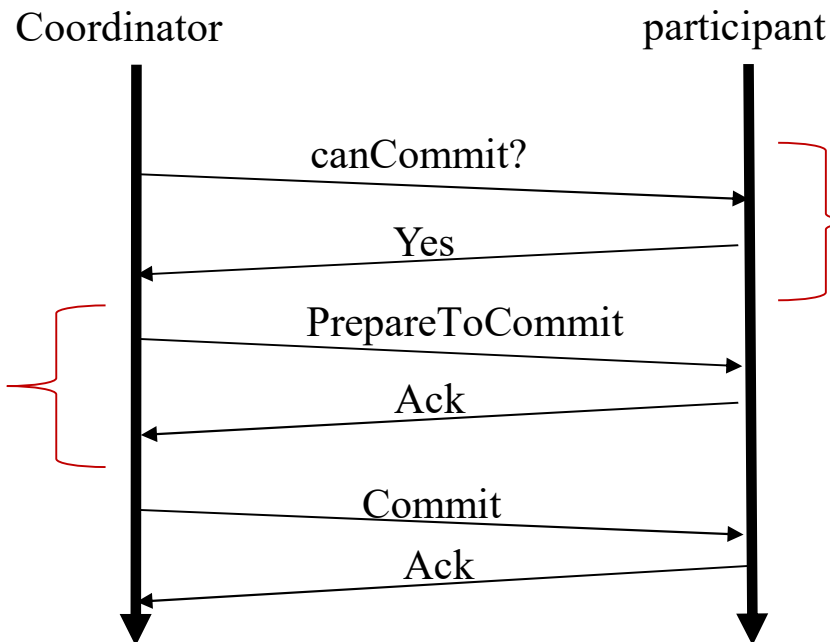 Coordinator
participant
canCommit?
Yes
PrepareToCommit
Ack
Commit
Ack